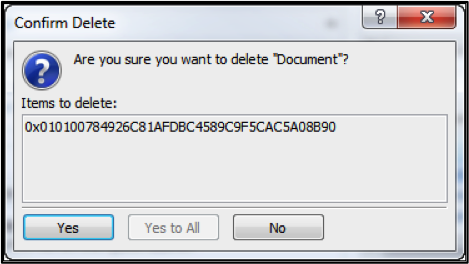 Confirm Delete
Are you sure you want to delete "Document"?
Items to delete:
0x010100784926C81AFDBC4589C9F5CAC5A08B90
Yes
Yes to All
No